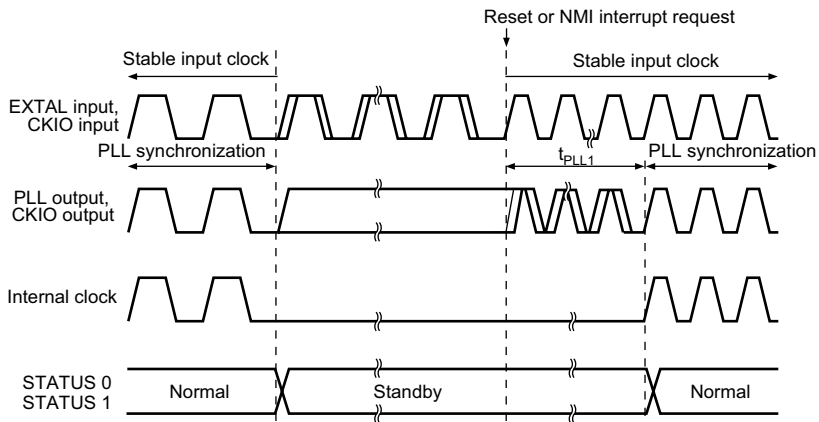 Reset or NMI interrupt request
Stable input clock
Stable input clock
EXTAL input,
CKIO input
PLL synchronization
tPLL1
PLL synchronization
PLL output,
CKIO output
Internal clock
STATUS 0
STATUS 1
Normal
Standby
Normal